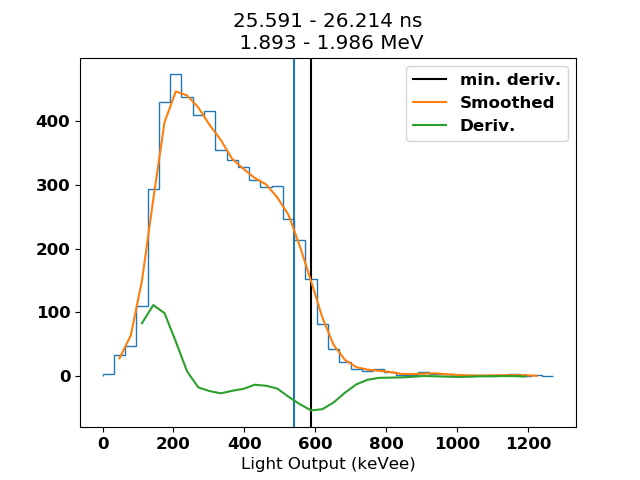 25.591 - 26.214 ns
1.893 - 1.986 MeV
min. deriv.
Smoothed
Deriv.
400
300
200
100
0
0 200 400 600 800 1000 1200
Light Output (keVee)